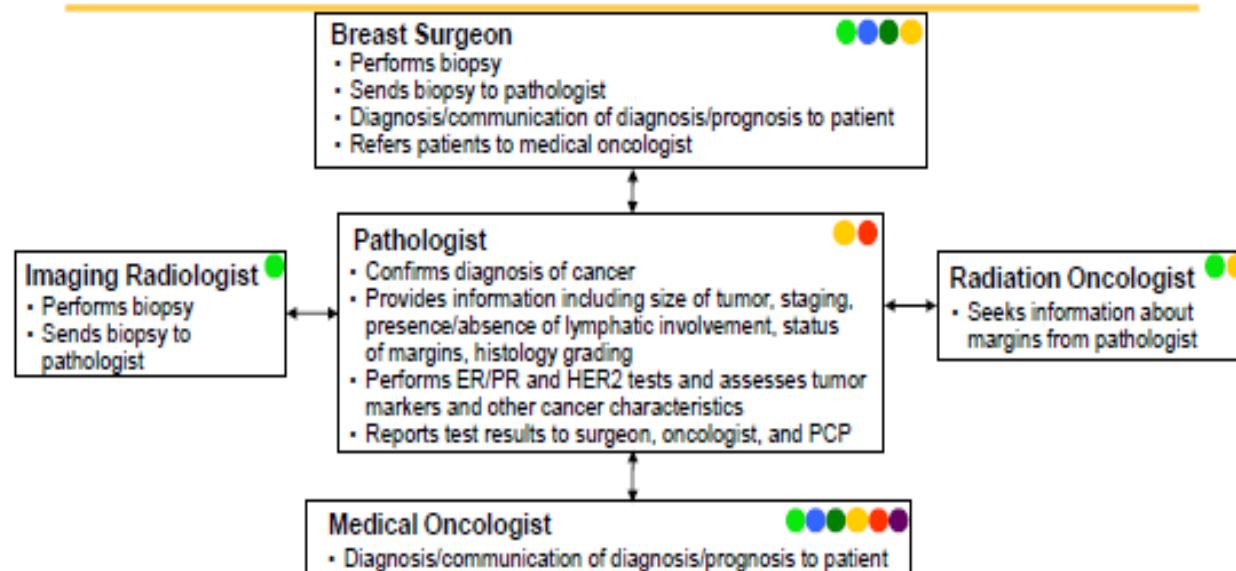 Breast Surgeon
▪ Performs biopsy
▪ Sends biopsy to pathologist
▪ Diagnosis/communication of diagnosis/prognosis to patient
▪ Refers patients to medical oncologist
Pathologist
▪ Confirms diagnosis of cancer
▪ Provides information including size of tumor, staging,
presence/absence of lymphatic involvement, status
of margins, histology grading
▪ Performs ER/PR and HER2 tests and assesses tumor
markers and other cancer characteristics
▪ Reports test results to surgeon, oncologist, and PCP
Imaging Radiologist
▪ Performs biopsy
▪ Sends biopsy to
pathologist
Radiation Oncologist
▪ Seeks information about
margins from pathologist
Medical Oncologist
▪ Diagnosis/communication of diagnosis/prognosis to patient